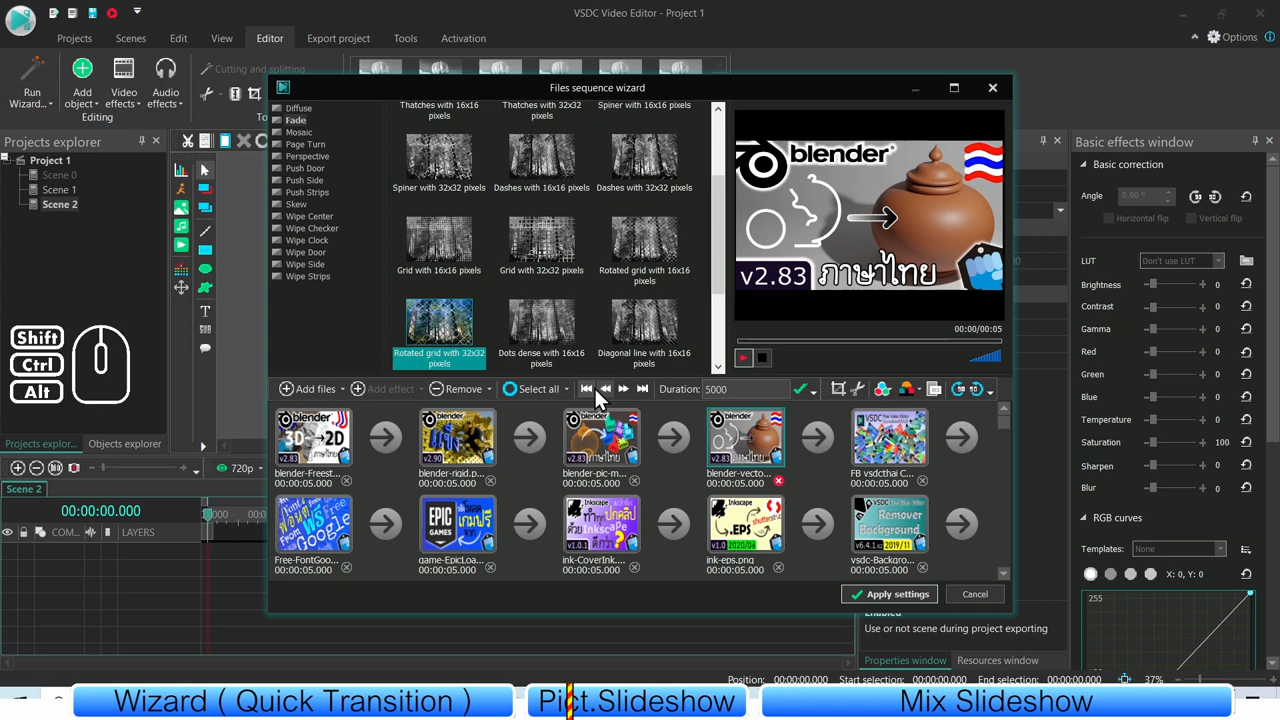 VSDC Video Editor - Project 1
Projects Scenes Edit View Editor Export project Tools Activation
Options
Run Wizard...
Add object
Video effects
Audio effects
Cutting and splitting
Editing
Projects explorer
Project 1
Scene 0
Scene 1
Scene 2
Shift
Ctrl
Alt
Projects explor...
Objects explorer
720p
Scene 2
00:00:00.000
COM...
LAYERS
Files sequence wizard
Diffuse
Fade
Mosaic
Page Turn
Perspective
Push Door
Push Side
Push Strips
Skew
Wipe Center
Wipe Checker
Wipe Clock
Wipe Door
Wipe Side
Wipe Strips
Thatches with 16x16 pixels
Thatches with 32x32 pixels
Spiner with 16x16 pixels
Spiner with 32x32 pixels
Dashes with 16x16 pixels
Dashes with 32x32 pixels
Grid with 16x16 pixels
Grid with 32x32 pixels
Rotated grid with 16x16 pixels
Rotated grid with 32x32 pixels
Dots dense with 16x16 pixels
Diagonal line with 16x16 pixels
blender
v2.83
ภาษาไทย
00:00/00:05
Add files
Add effect
Remove
Select all
Duration: 5000
blender-Freest...
00:00:05.000
blender-rigid.p...
00:00:05.000
blender-pic-m...
00:00:05.000
blender-vecto...
00:00:05.000
FB vsdcthai C...
00:00:05.000
Free-FontGoo...
00:00:05.000
game-EpicLoa...
00:00:05.000
ink-CoverInk....
00:00:05.000
ink-eps.png
00:00:05.000
vsdc-Backgro...
00:00:05.000
Apply settings
Cancel
Basic effects window
Basic correction
Angle 0.00 °
Horizontal flip
Vertical flip
LUT Don't use LUT
Brightness 0
Contrast 0
Gamma 0
Red 0
Green 0
Blue 0
Temperature 0
Saturation 100
Sharpen 0
Blur 0
RGB curves
Templates: None
X: 0, Y: 0
255
Use or not scene during project exporting
Properties window
Resources window
Position: 00:00:00.000
Start selection: 00:00:00.000
End selection: 00:00:00.000
37%
Wizard ( Quick Transition )
Pict.Slideshow
Mix Slideshow